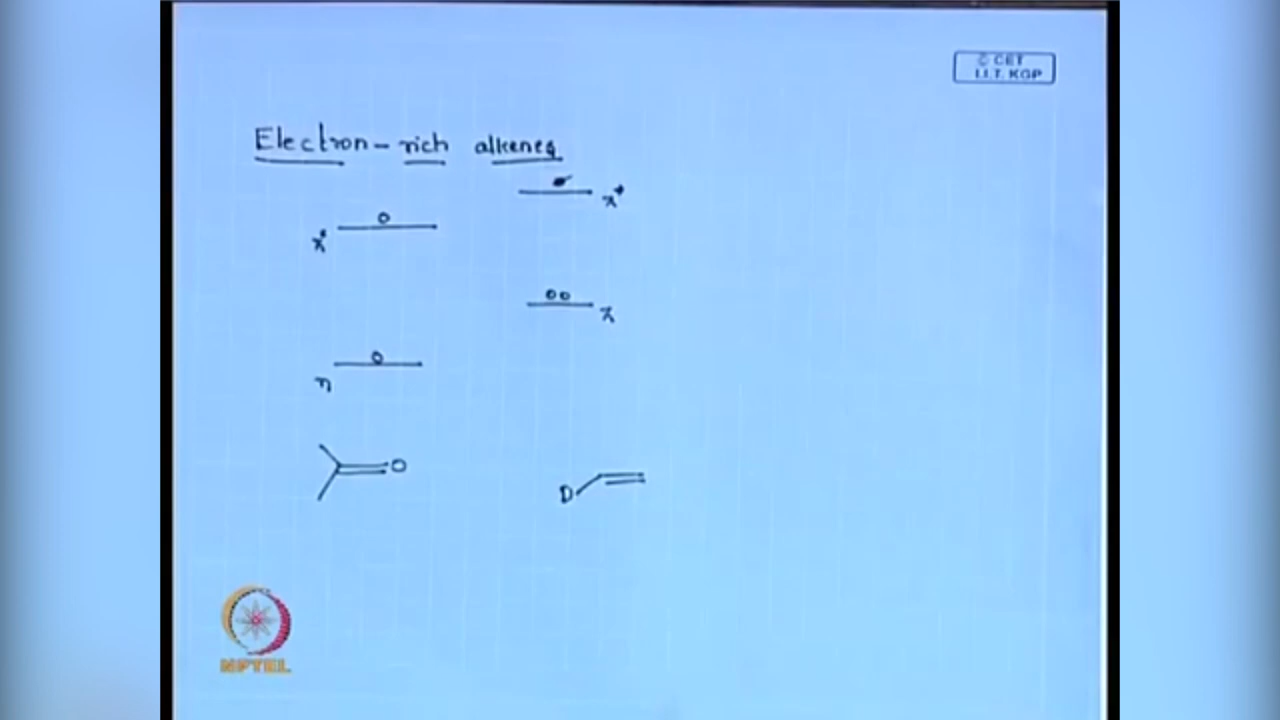 © CET
I.I.T. KGP
Electron-rich alkenes
π*
π*
π
n
O
D
NPTEL